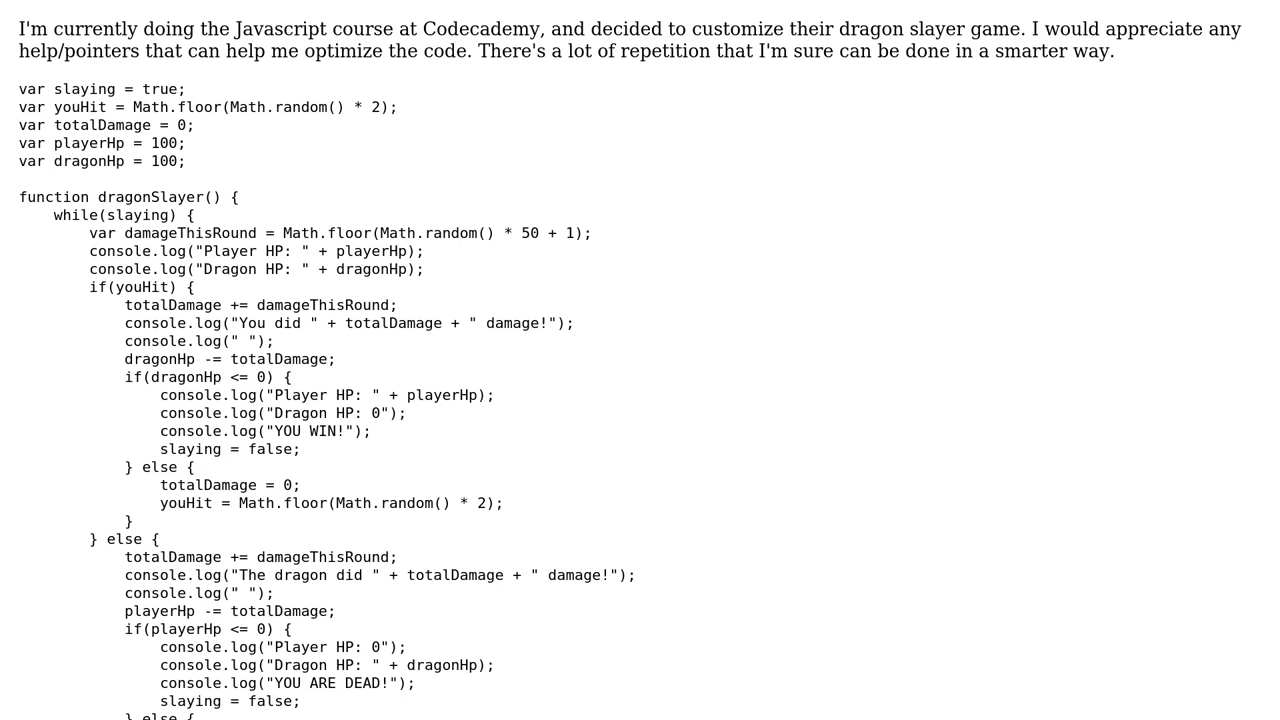 I'm currently doing the Javascript course at Codecademy, and decided to customize their dragon slayer game. I would appreciate any
help/pointers that can help me optimize the code. There's a lot of repetition that I'm sure can be done in a smarter way.
var slaying = true;
var youHit = Math.floor(Math.random() * 2);
var totalDamage = 0;
var playerHp = 100;
var dragonHp = 100;

function dragonSlayer() {
    while(slaying) {
        var damageThisRound = Math.floor(Math.random() * 50 + 1);
        console.log("Player HP: " + playerHp);
        console.log("Dragon HP: " + dragonHp);
        if(youHit) {
            totalDamage += damageThisRound;
            console.log("You did " + totalDamage + " damage!");
            console.log(" ");
            dragonHp -= totalDamage;
            if(dragonHp <= 0) {
                console.log("Player HP: " + playerHp);
                console.log("Dragon HP: 0");
                console.log("YOU WIN!");
                slaying = false;
            } else {
                totalDamage = 0;
                youHit = Math.floor(Math.random() * 2);
            }
        } else {
            totalDamage += damageThisRound;
            console.log("The dragon did " + totalDamage + " damage!");
            console.log(" ");
            playerHp -= totalDamage;
            if(playerHp <= 0) {
                console.log("Player HP: 0");
                console.log("Dragon HP: " + dragonHp);
                console.log("YOU ARE DEAD!");
                slaying = false;
            } else {